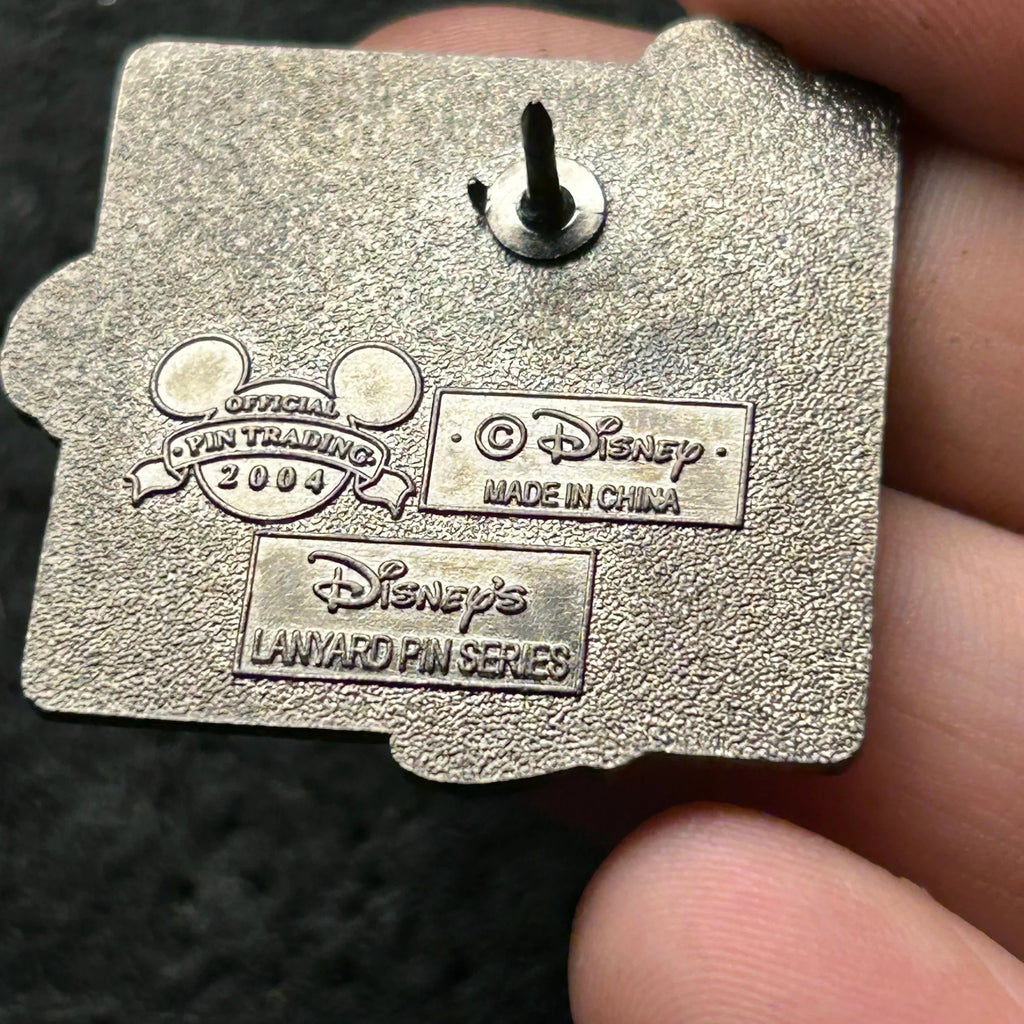 OFFICIAL
·PIN TRADING·
2004
· © DISNEY ·
MADE IN CHINA
DISNEY'S
LANYARD PIN SERIES